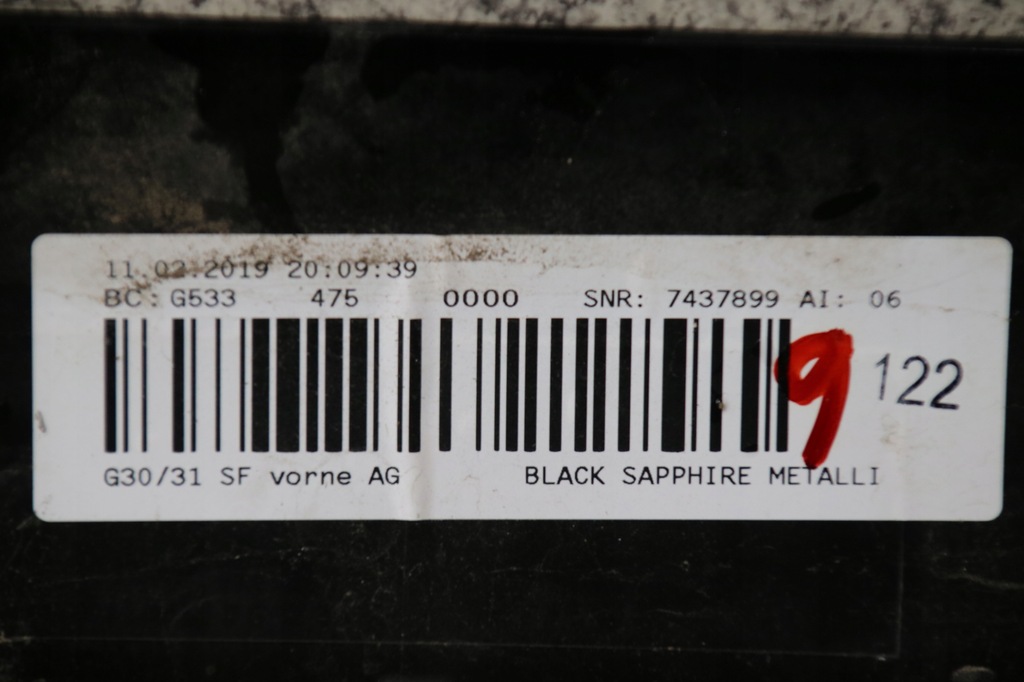 11.02.2019 20:09:39
BC: G533 475 0000 SNR: 7437899 AI: 06
9 122
G30/31 SF vorne AG BLACK SAPPHIRE METALLI